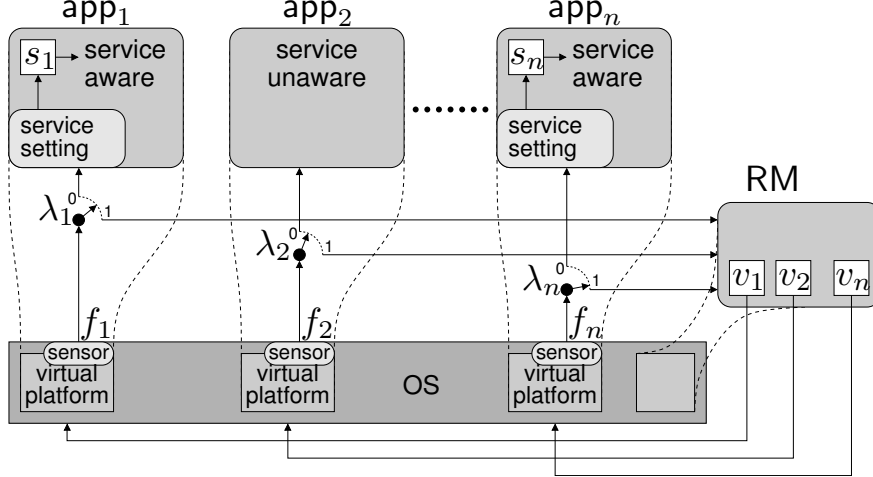 app₁
app₂
appₙ
s₁
service
aware
service
unaware
sₙ
service
aware
service
setting
service
setting
RM
0
λ₁
1
0
λ₂
1
0
λₙ
1
v₁
v₂
vₙ
f₁
f₂
fₙ
sensor
sensor
sensor
virtual
platform
virtual
platform
OS
virtual
platform